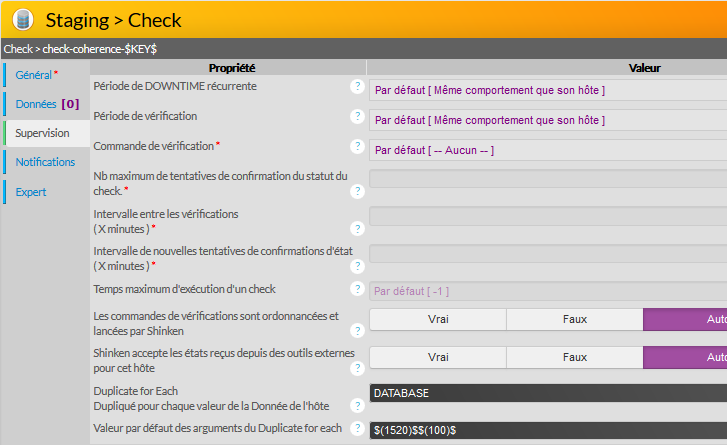 Staging > Check
Check > check-coherence-$KEY$
Général *
Données [0]
Supervision
Notifications
Expert
Propriété
Valeur
Période de DOWNTIME récurrente
?
Par défaut [ Même comportement que son hôte ]
Période de vérification
?
Par défaut [ Même comportement que son hôte ]
Commande de vérification *
?
Par défaut [ -- Aucun -- ]
Nb maximum de tentatives de confirmation du statut du
check. *
?
Intervalle entre les vérifications
( X minutes ) *
?
Intervalle de nouvelles tentatives de confirmations d'état
( X minutes ) *
?
Temps maximum d'exécution d'un check
?
Par défaut [ -1 ]
Les commandes de vérifications sont ordonnancées et
lancées par Shinken
?
Vrai
Faux
Auto
Shinken accepte les états reçus depuis des outils externes
pour cet hôte
?
Vrai
Faux
Auto
Duplicate for Each
Dupliqué pour chaque valeur de la Donnée de l'hôte
?
DATABASE
Valeur par défaut des arguments du Duplicate for each
?
$(1520)$$(100)$